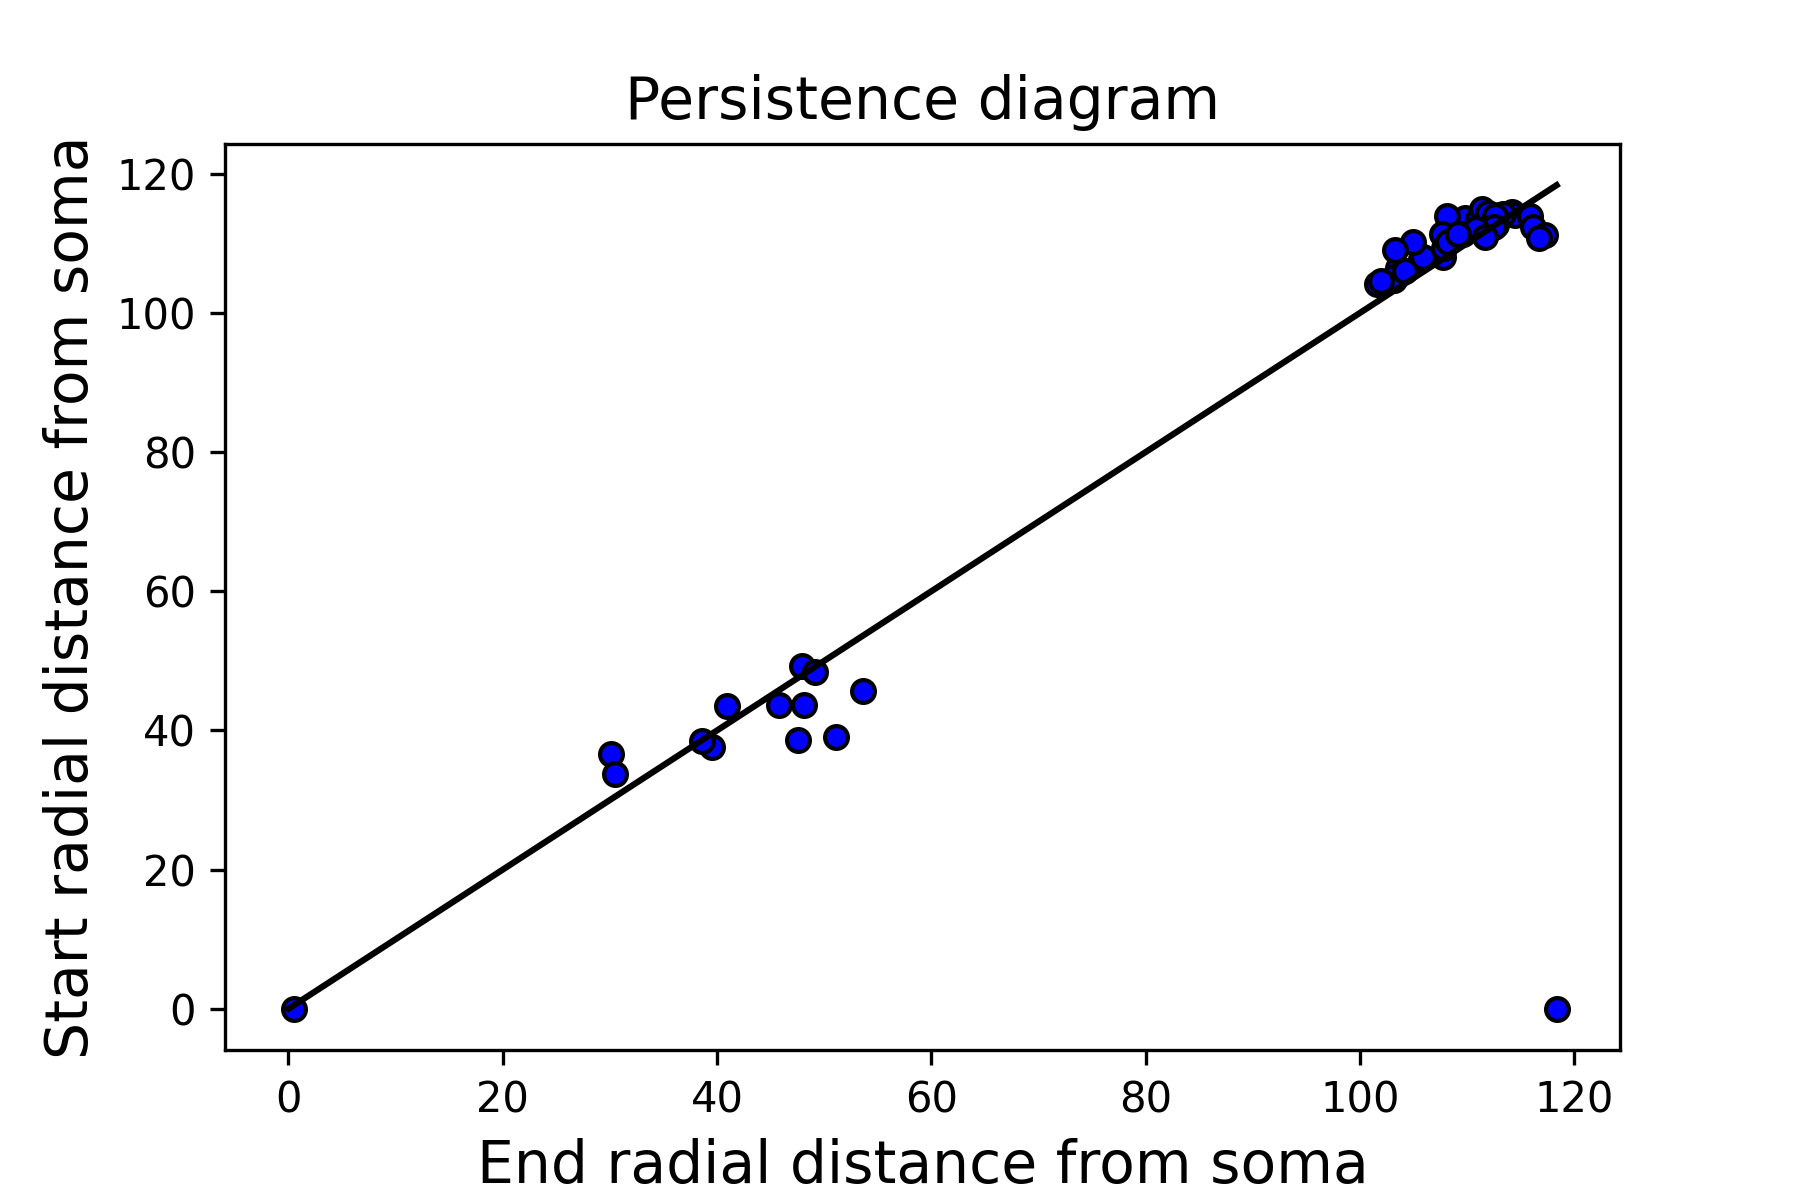 Persistence diagram
Start radial distance from soma
120
100
80
60
40
20
0
0 20 40 60 80 100 120
End radial distance from soma